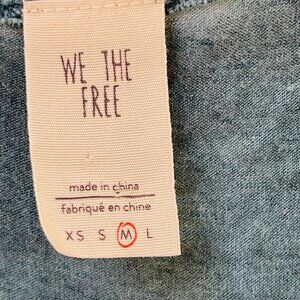 WE THE
FREE
made in china
fabriqué en chine
XS S M L